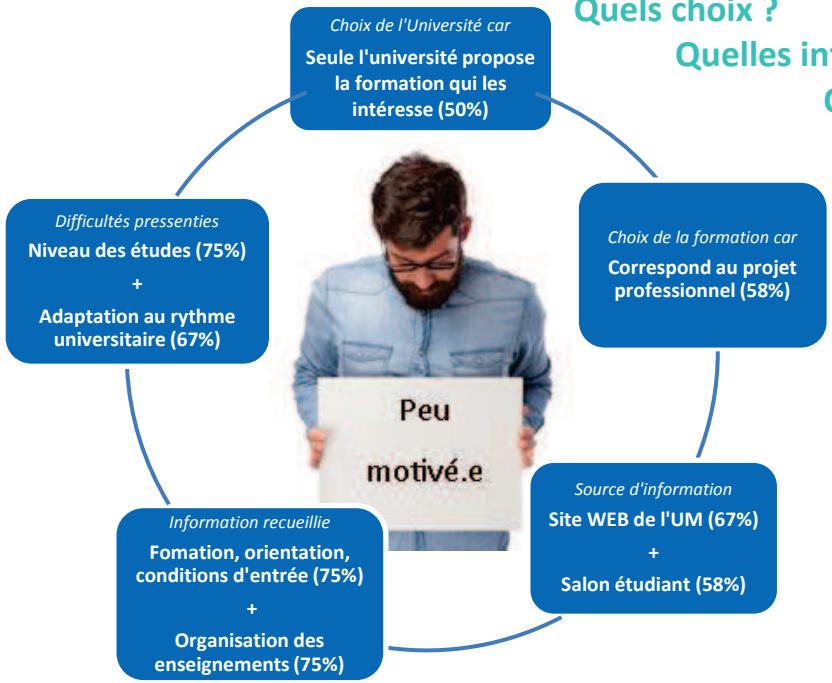 Quels choix ?
Quelles
Choix de l'Université car
Seule l'université propose
la formation qui les
intéresse (50%)
Choix de la formation car
Correspond au projet
professionnel (58%)
Source d'information
Site WEB de l'UM (67%)
+
Salon étudiant (58%)
Information recueillie
Fomation, orientation,
conditions d'entrée (75%)
+
Organisation des
enseignements (75%)
Difficultés pressenties
Niveau des études (75%)
+
Adaptation au rythme
universitaire (67%)
Peu
motivé.e